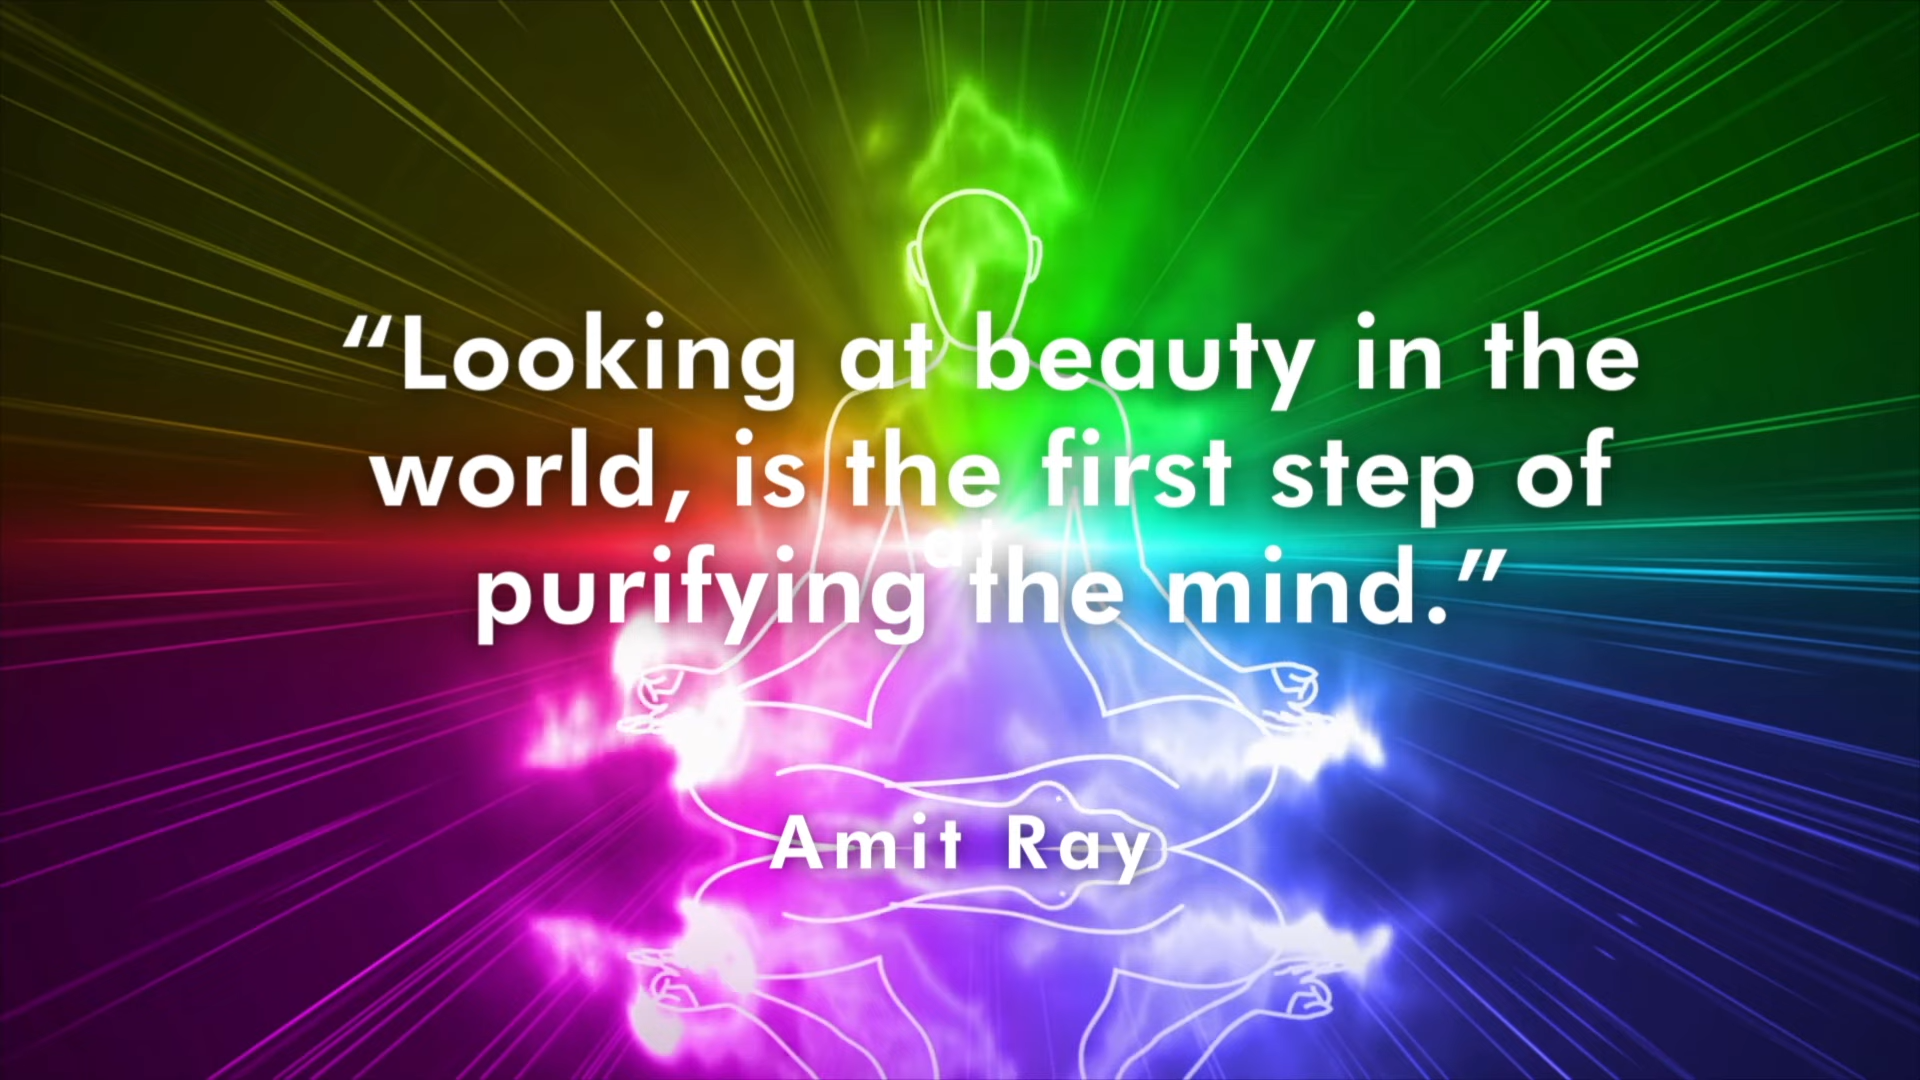 “Looking at beauty in the
world, is the first step of
purifying the mind.”
Amit Ray